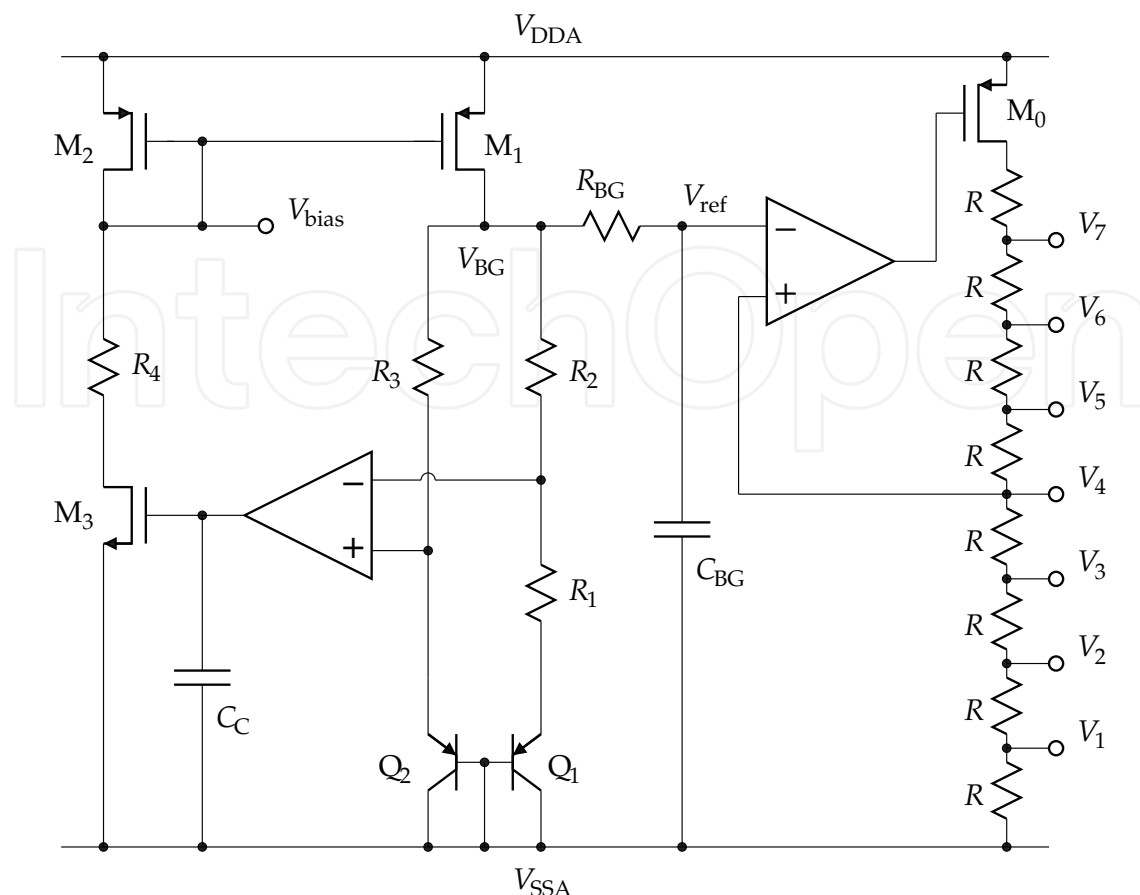 V_DDA
M_2
M_1
M_0
R_BG
V_ref
R
V_7
V_bias
V_BG
−
R
V_6
IntechOpen
+
R_4
R_3
R_2
R
V_5
R
V_4
M_3
−
+
R
V_3
R_1
C_BG
R
V_2
C_C
R
V_1
Q_2
Q_1
R
V_SSA